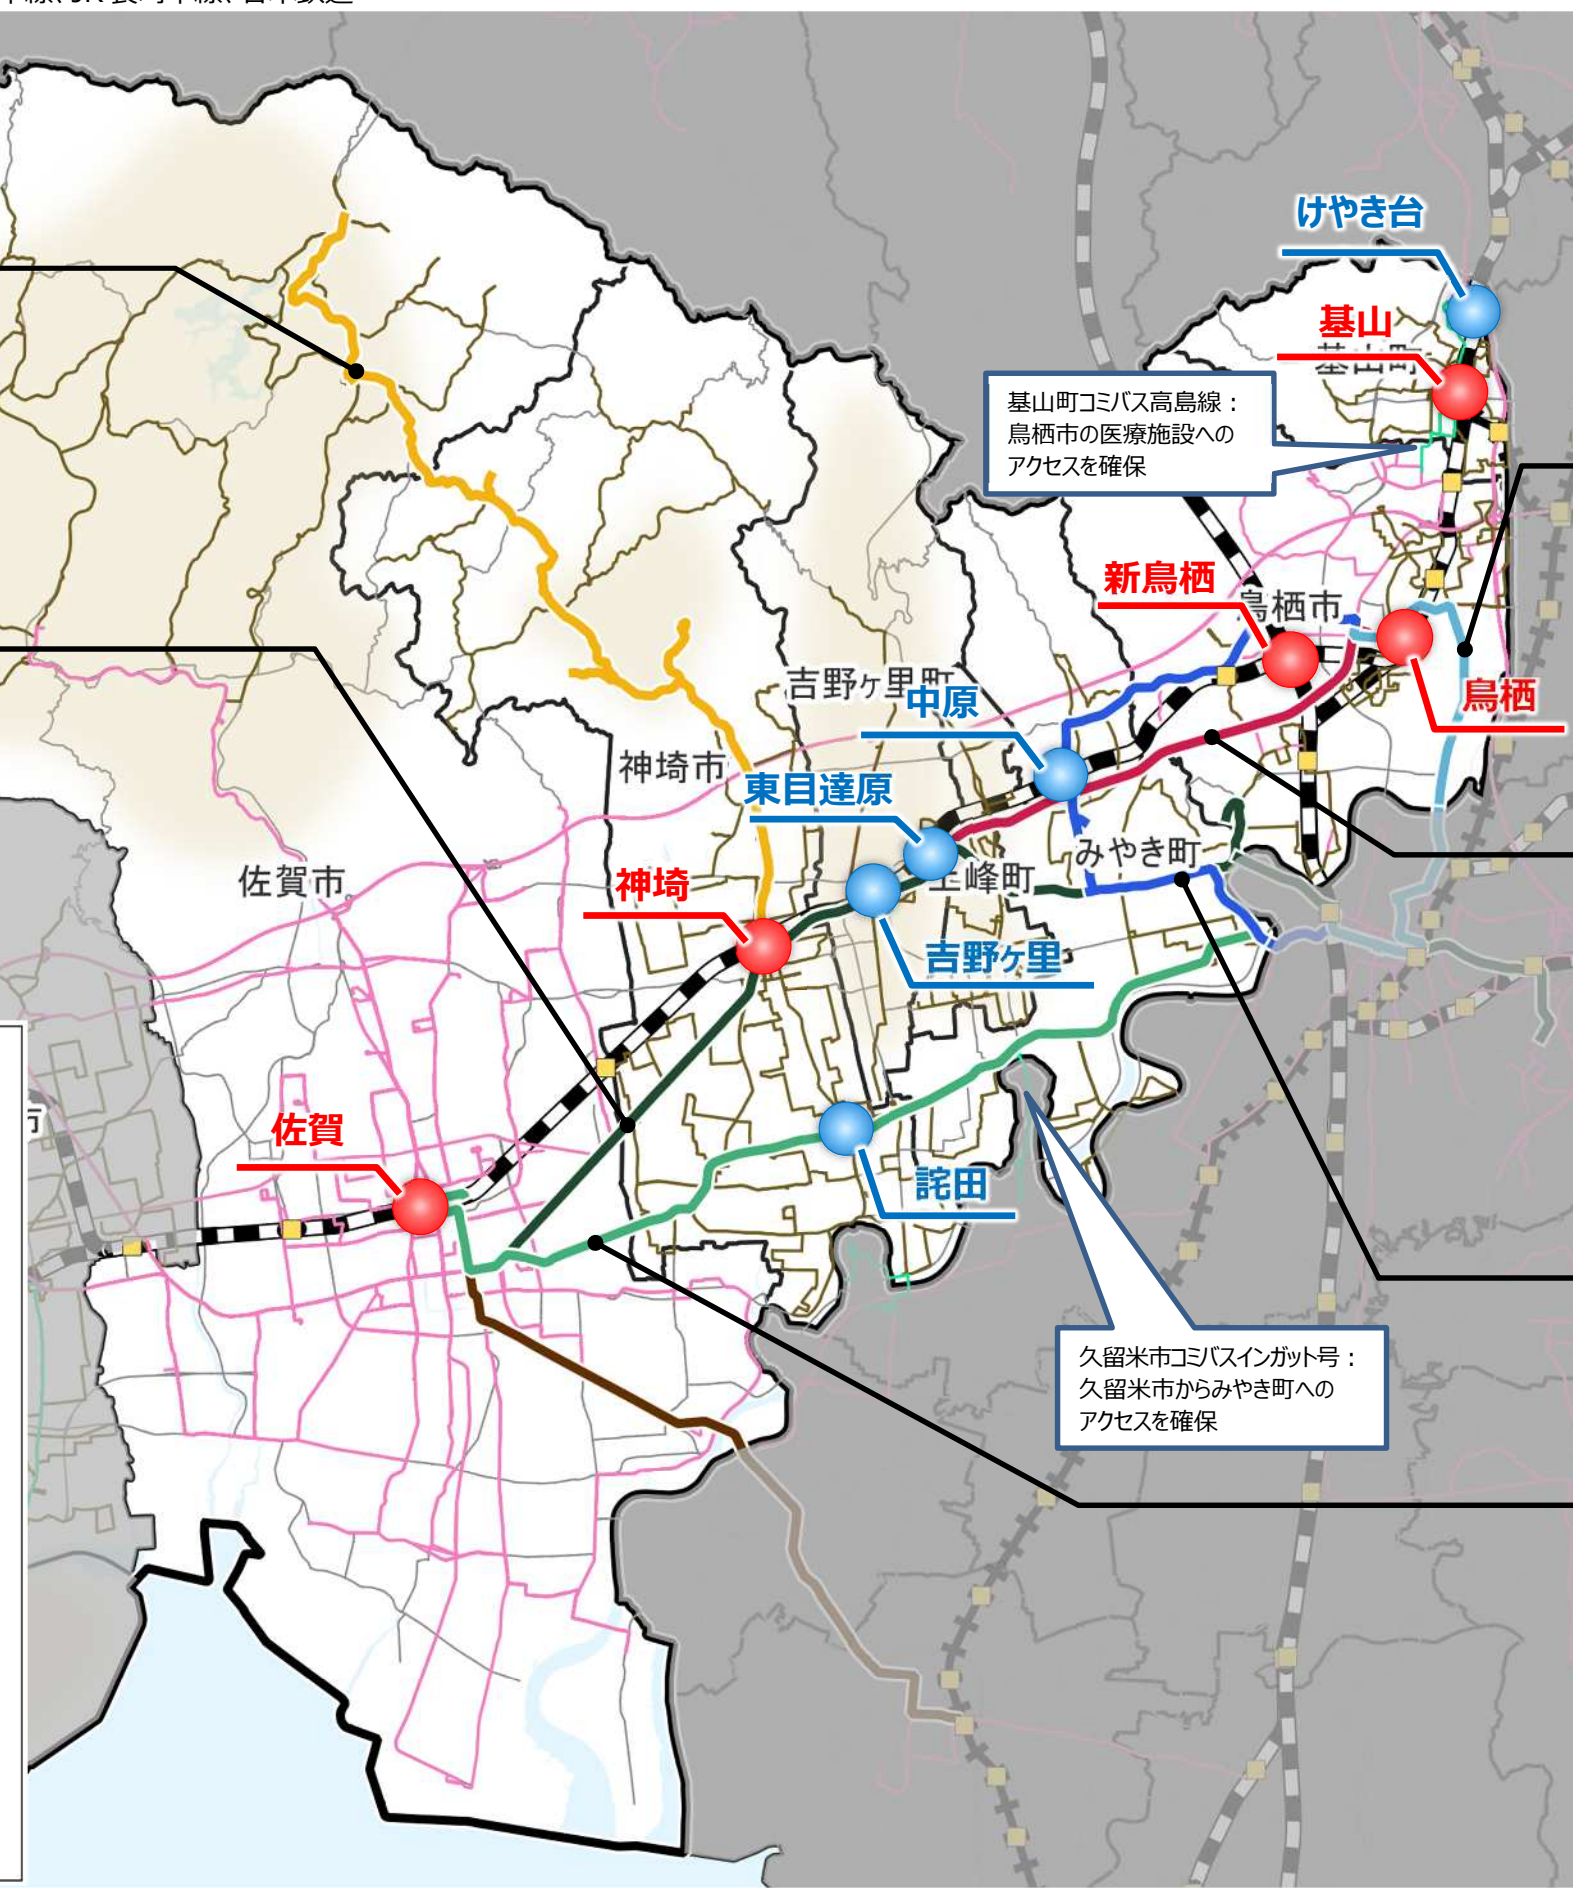 けやき台
基山
基山町
基山町コミバス高島線：
鳥栖市の医療施設への
アクセスを確保
新鳥栖
鳥栖市
鳥栖
吉野ヶ里町
中原
神埼市
東目達原
みやき町
佐賀市
神埼
上峰町
吉野ヶ里
佐賀
詫田
久留米市コミバスインガット号：
久留米市からみやき町への
アクセスを確保
市